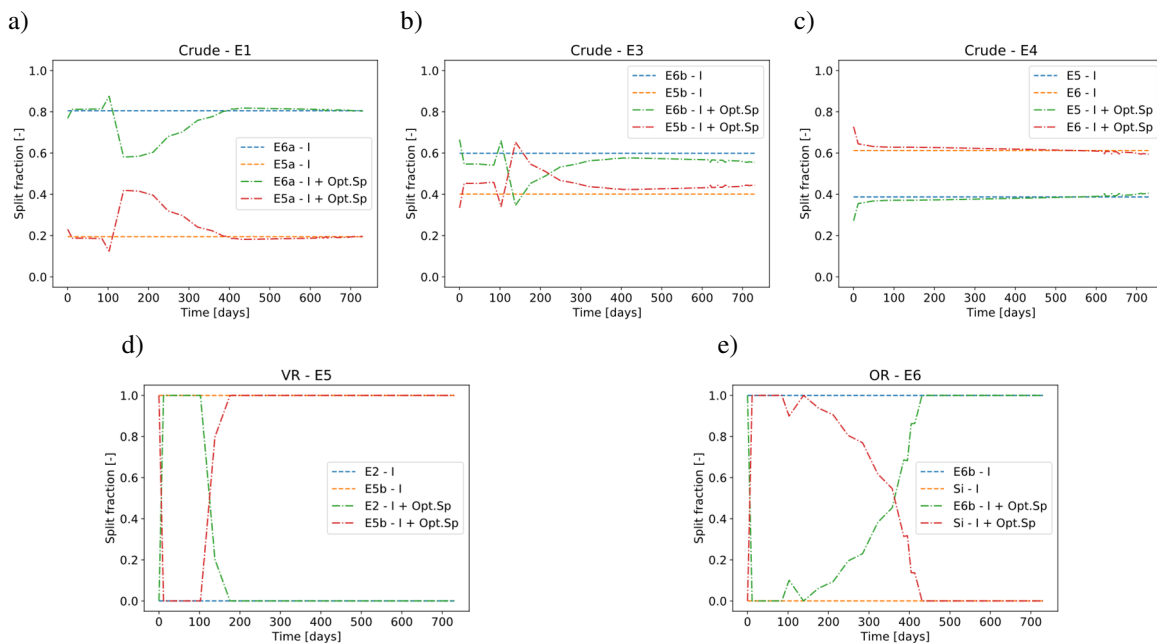 a)
Crude - E1
Split fraction [-]
1.0
0.8
0.6
0.4
0.2
0.0
E6a - I
E5a - I
E6a - I + Opt.Sp
E5a - I + Opt.Sp
0 100 200 300 400 500 600 700
Time [days]
b)
Crude - E3
Split fraction [-]
1.0
0.8
0.6
0.4
0.2
0.0
E6b - I
E5b - I
E6b - I + Opt.Sp
E5b - I + Opt.Sp
0 100 200 300 400 500 600 700
Time [days]
c)
Crude - E4
Split fraction [-]
1.0
0.8
0.6
0.4
0.2
0.0
E5 - I
E6 - I
E5 - I + Opt.Sp
E6 - I + Opt.Sp
0 100 200 300 400 500 600 700
Time [days]
d)
VR - E5
Split fraction [-]
1.0
0.8
0.6
0.4
0.2
0.0
E2 - I
E5b - I
E2 - I + Opt.Sp
E5b - I + Opt.Sp
0 100 200 300 400 500 600 700
Time [days]
e)
OR - E6
Split fraction [-]
1.0
0.8
0.6
0.4
0.2
0.0
E6b - I
Si - I
E6b - I + Opt.Sp
Si - I + Opt.Sp
0 100 200 300 400 500 600 700
Time [days]